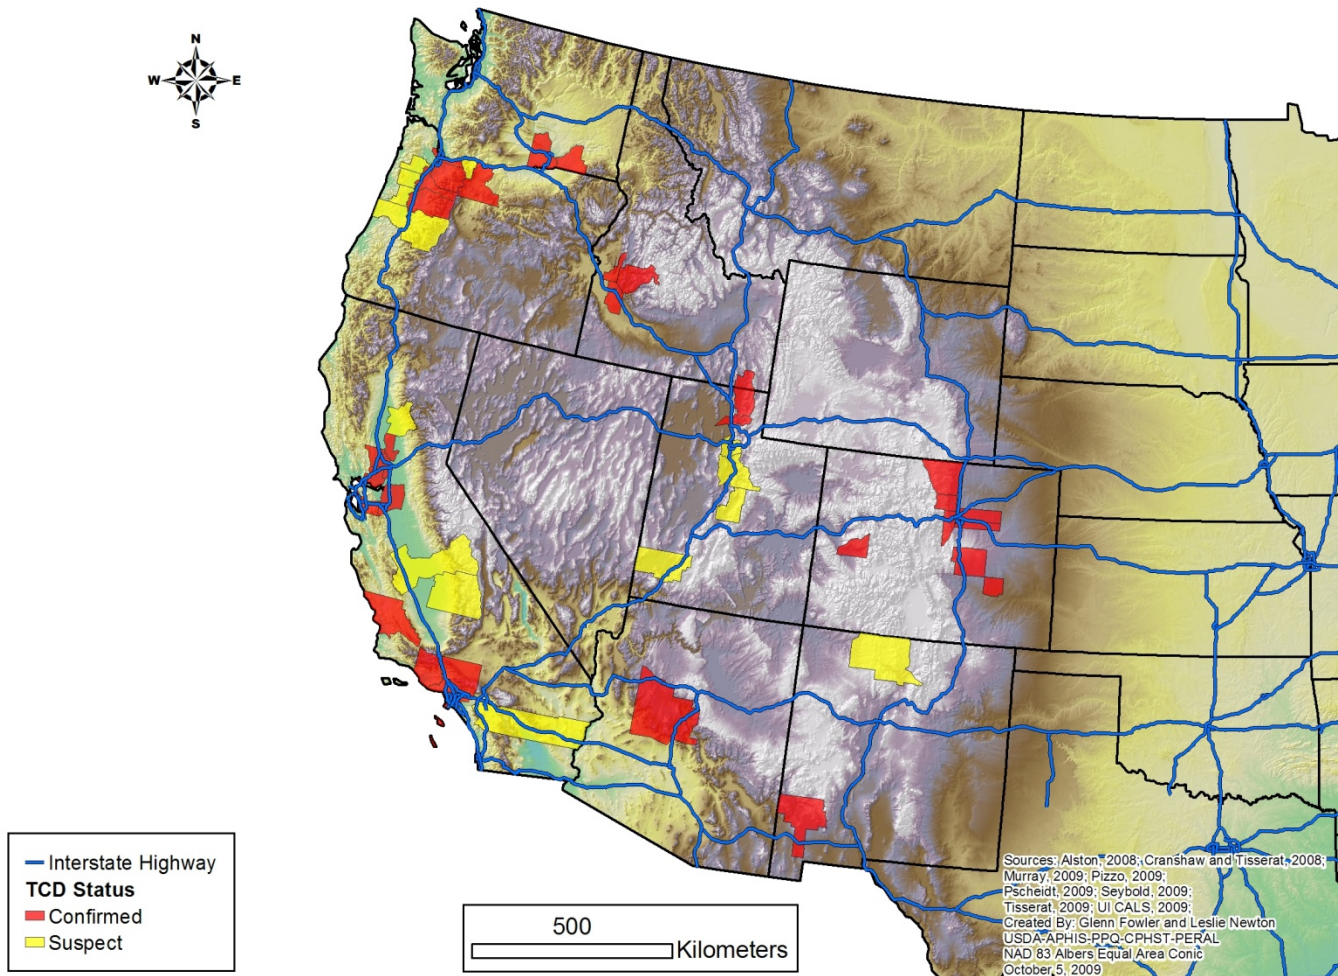 N
W E
S
Interstate Highway
TCD Status
Confirmed
Suspect
500
Kilometers
Sources: Alston, 2008; Cranshaw and Tisserat, 2008;
Murray, 2009; Pizzo, 2009;
Pscheidt, 2009; Seybold, 2009;
Tisserat, 2009; UI CALS, 2009;
Created By: Glenn Fowler and Leslie Newton
USDA-APHIS-PPQ-CPHST-PERAL
NAD 83 Albers Equal Area Conic
October 5, 2009